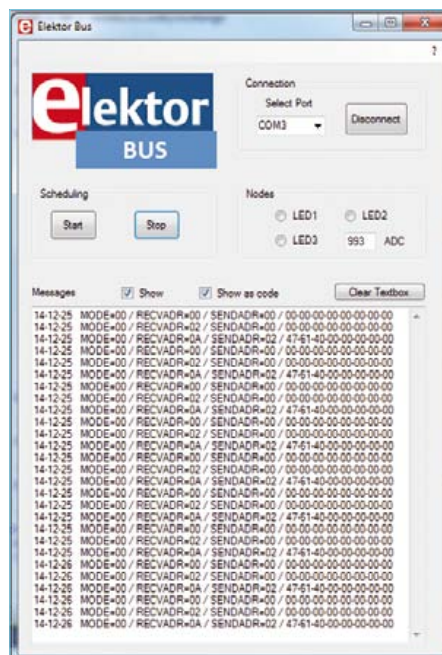 Elektor Bus
?
elektor
BUS
Connection
Select Port
COM3
Disconnect
Scheduling
Start
Stop
Nodes
LED1
LED2
LED3
993
ADC
Messages
Show
Show as code
Clear Textbox
14-12-25 MODE=00 / RECVADR=00 / SENDADR=00 / 00-00-00-00-00-00-00-00
14-12-25 MODE=00 / RECVADR=02 / SENDADR=00 / 00-00-00-00-00-00-00-00
14-12-25 MODE=00 / RECVADR=0A / SENDADR=02 / 47-61-40-00-00-00-00-00
14-12-25 MODE=00 / RECVADR=00 / SENDADR=00 / 00-00-00-00-00-00-00-00
14-12-25 MODE=00 / RECVADR=02 / SENDADR=00 / 00-00-00-00-00-00-00-00
14-12-25 MODE=00 / RECVADR=0A / SENDADR=02 / 47-61-40-00-00-00-00-00
14-12-25 MODE=00 / RECVADR=00 / SENDADR=00 / 00-00-00-00-00-00-00-00
14-12-25 MODE=00 / RECVADR=02 / SENDADR=00 / 00-00-00-00-00-00-00-00
14-12-25 MODE=00 / RECVADR=0A / SENDADR=02 / 47-61-40-00-00-00-00-00
14-12-25 MODE=00 / RECVADR=00 / SENDADR=00 / 00-00-00-00-00-00-00-00
14-12-25 MODE=00 / RECVADR=02 / SENDADR=00 / 00-00-00-00-00-00-00-00
14-12-25 MODE=00 / RECVADR=0A / SENDADR=02 / 47-61-40-00-00-00-00-00
14-12-25 MODE=00 / RECVADR=00 / SENDADR=00 / 00-00-00-00-00-00-00-00
14-12-25 MODE=00 / RECVADR=02 / SENDADR=00 / 00-00-00-00-00-00-00-00
14-12-25 MODE=00 / RECVADR=0A / SENDADR=02 / 47-61-40-00-00-00-00-00
14-12-25 MODE=00 / RECVADR=00 / SENDADR=00 / 00-00-00-00-00-00-00-00
14-12-25 MODE=00 / RECVADR=02 / SENDADR=00 / 00-00-00-00-00-00-00-00
14-12-25 MODE=00 / RECVADR=0A / SENDADR=02 / 47-61-40-00-00-00-00-00
14-12-25 MODE=00 / RECVADR=00 / SENDADR=00 / 00-00-00-00-00-00-00-00
14-12-25 MODE=00 / RECVADR=02 / SENDADR=00 / 00-00-00-00-00-00-00-00
14-12-25 MODE=00 / RECVADR=0A / SENDADR=02 / 47-61-40-00-00-00-00-00
14-12-25 MODE=00 / RECVADR=00 / SENDADR=00 / 00-00-00-00-00-00-00-00
14-12-26 MODE=00 / RECVADR=02 / SENDADR=00 / 00-00-00-00-00-00-00-00
14-12-26 MODE=00 / RECVADR=0A / SENDADR=02 / 47-61-40-00-00-00-00-00
14-12-26 MODE=00 / RECVADR=00 / SENDADR=00 / 00-00-00-00-00-00-00-00
14-12-26 MODE=00 / RECVADR=02 / SENDADR=00 / 00-00-00-00-00-00-00-00
14-12-26 MODE=00 / RECVADR=0A / SENDADR=02 / 47-61-40-00-00-00-00-00